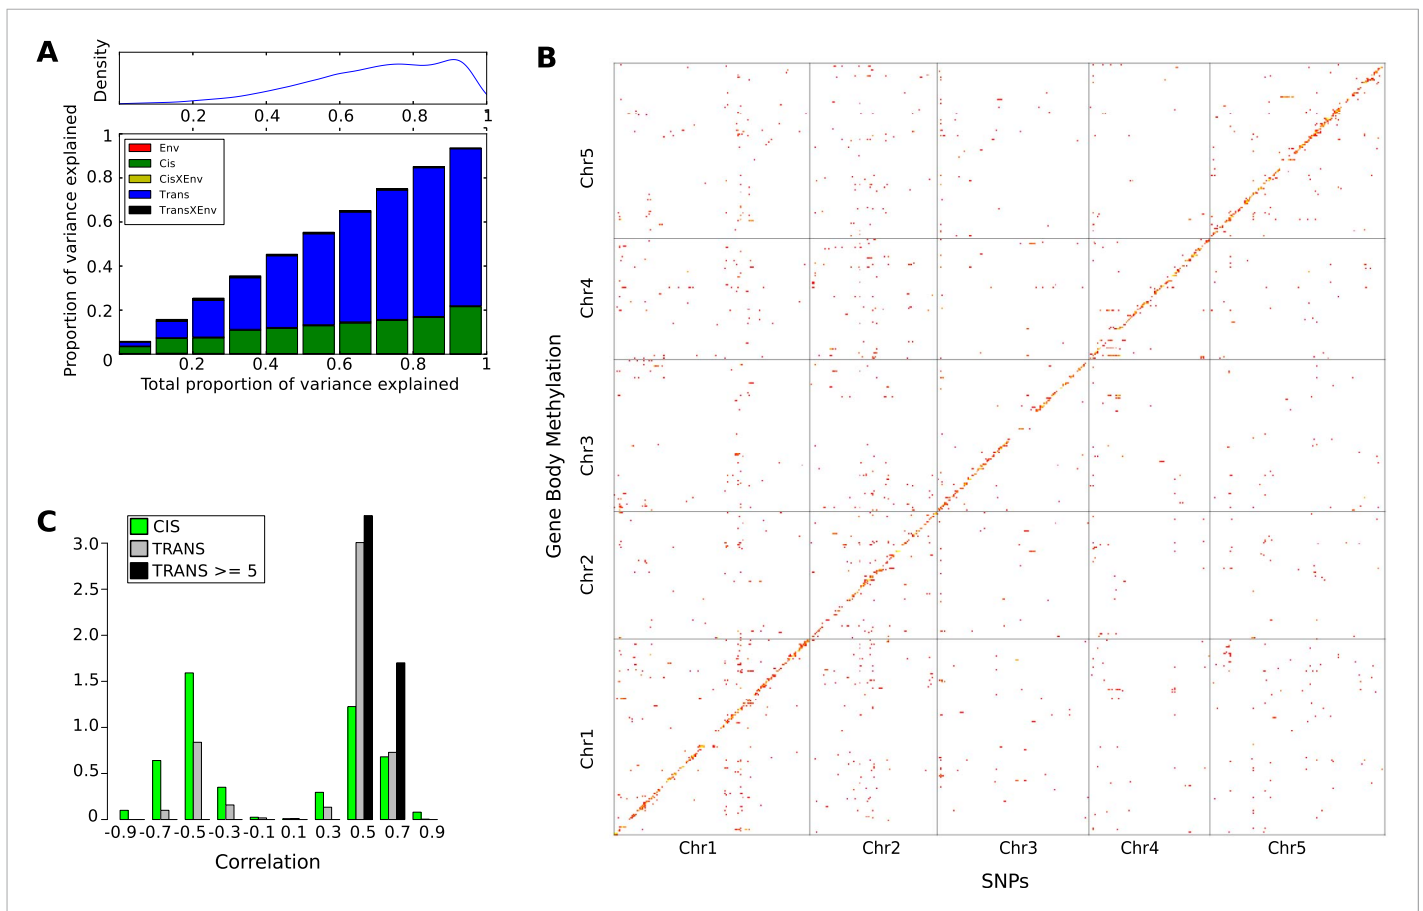 A
Density
0.2 0.4 0.6 0.8 1
Proportion of variance explained
1
0.8
0.6
0.4
0.2
0
Env
Cis
CisXEnv
Trans
TransXEnv
0.2 0.4 0.6 0.8 1
Total proportion of variance explained
B
Gene Body Methylation
Chr5
Chr4
Chr3
Chr2
Chr1
Chr1 Chr2 Chr3 Chr4 Chr5
SNPs
C
CIS
TRANS
TRANS >= 5
3.0
2.5
2.0
1.5
1.0
0.5
0
-0.9 -0.7 -0.5 -0.3 -0.1 0.1 0.3 0.5 0.7 0.9
Correlation